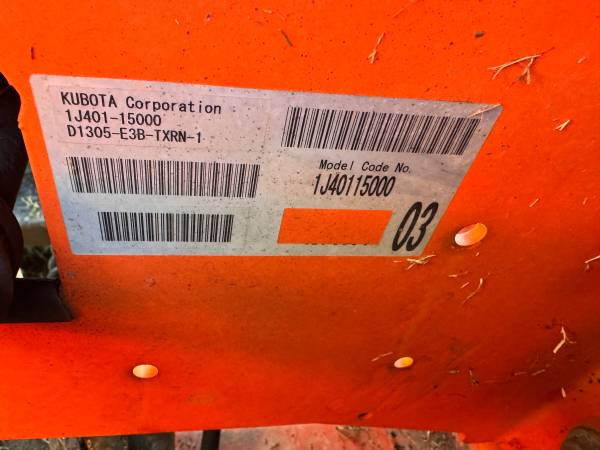 KUBOTA Corporation
1J401-15000
D1305-E3B-TXRN-1
Model Code No.
1J40115000
03